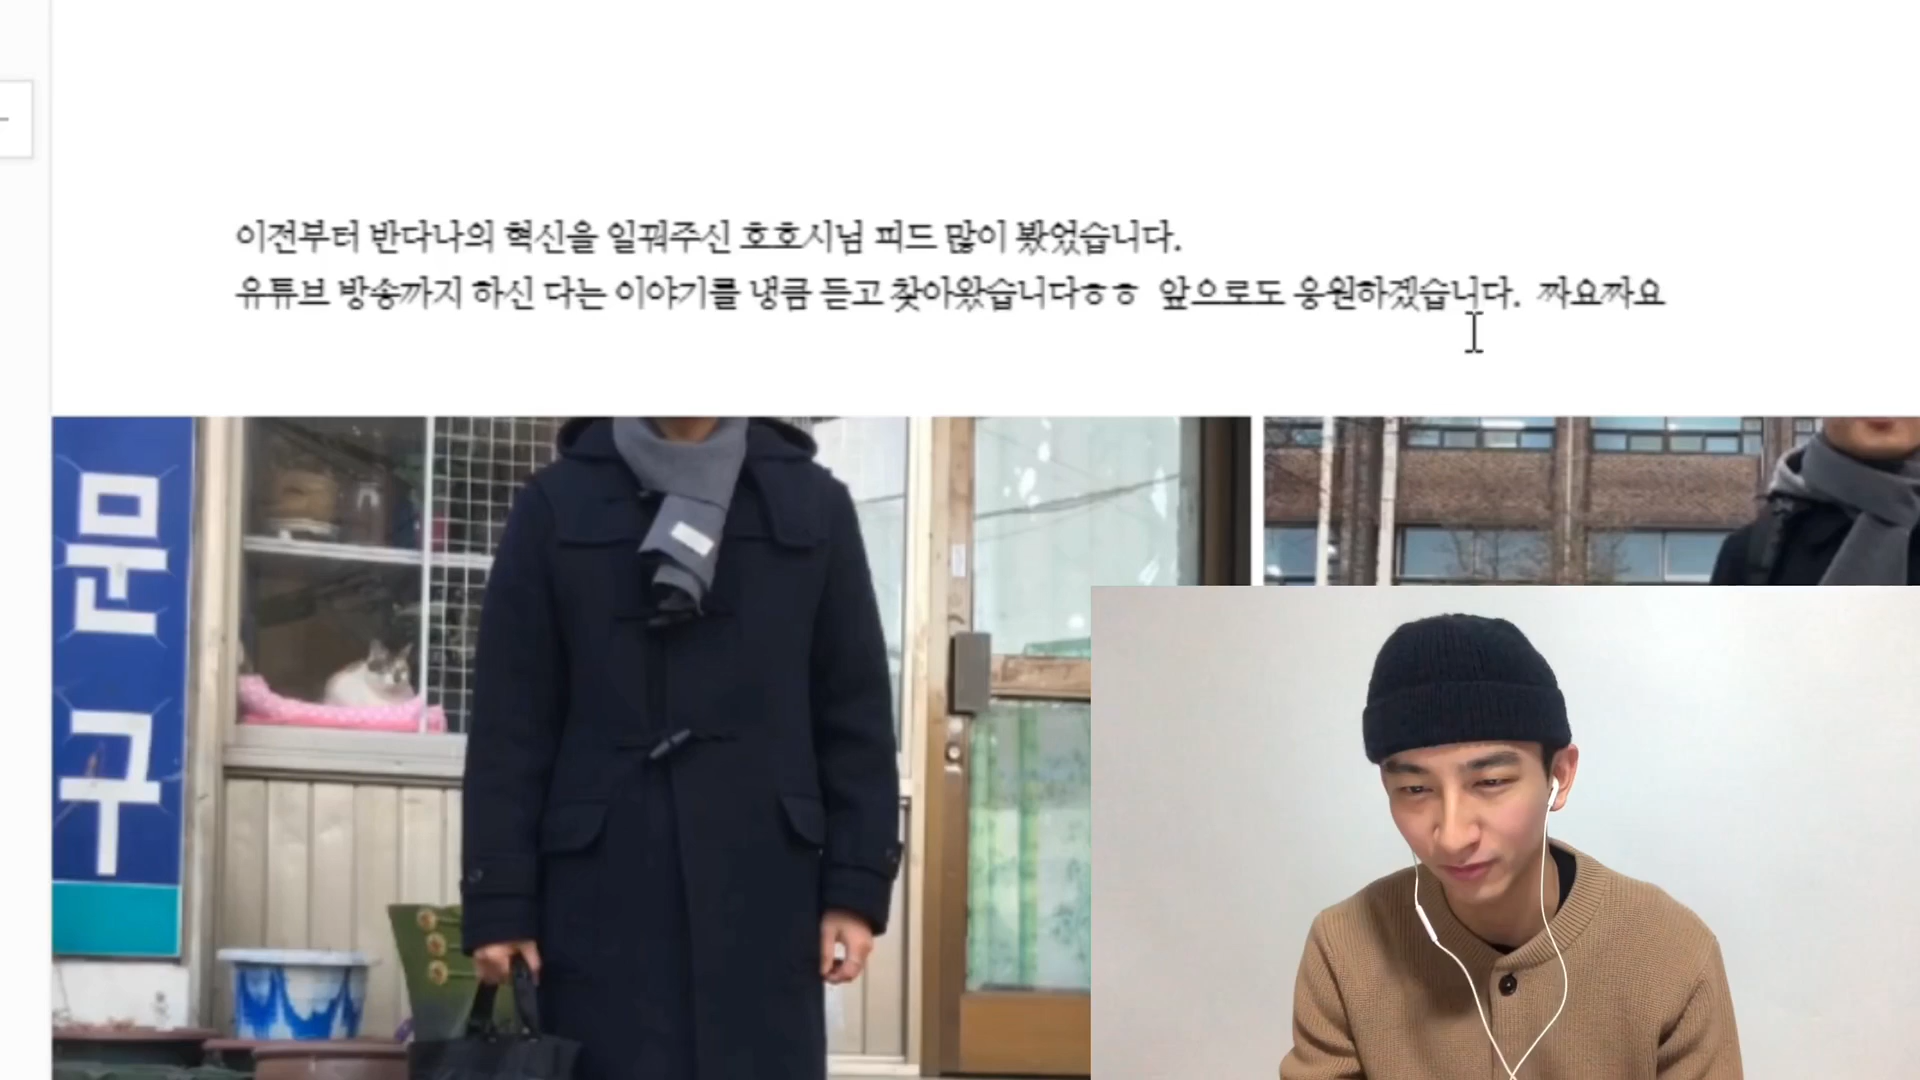 이전부터 반다나의 혁신을 일꿔주신 호호시님 피드 많이 봤었습니다.
유튜브 방송까지 하신 다는 이야기를 냉큼 듣고 찾아왔습니다ㅎㅎ 앞으로도 응원하겠습니다. 짜요짜요
문구